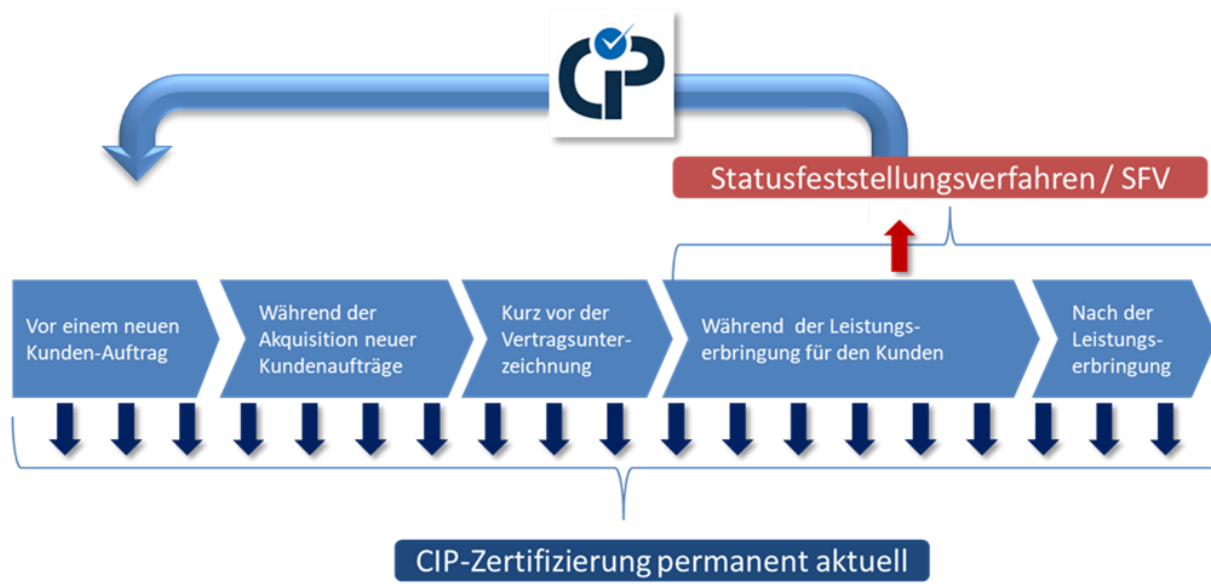 CiP
Statusfeststellungsverfahren / SFV
Vor einem neuen
Kunden-Auftrag
Während der
Akquisition neuer
Kundenaufträge
Kurz vor der
Vertragsunter-
zeichnung
Während der Leistungs-
erbringung für den Kunden
Nach der
Leistungs-
erbringung
CIP-Zertifizierung permanent aktuell